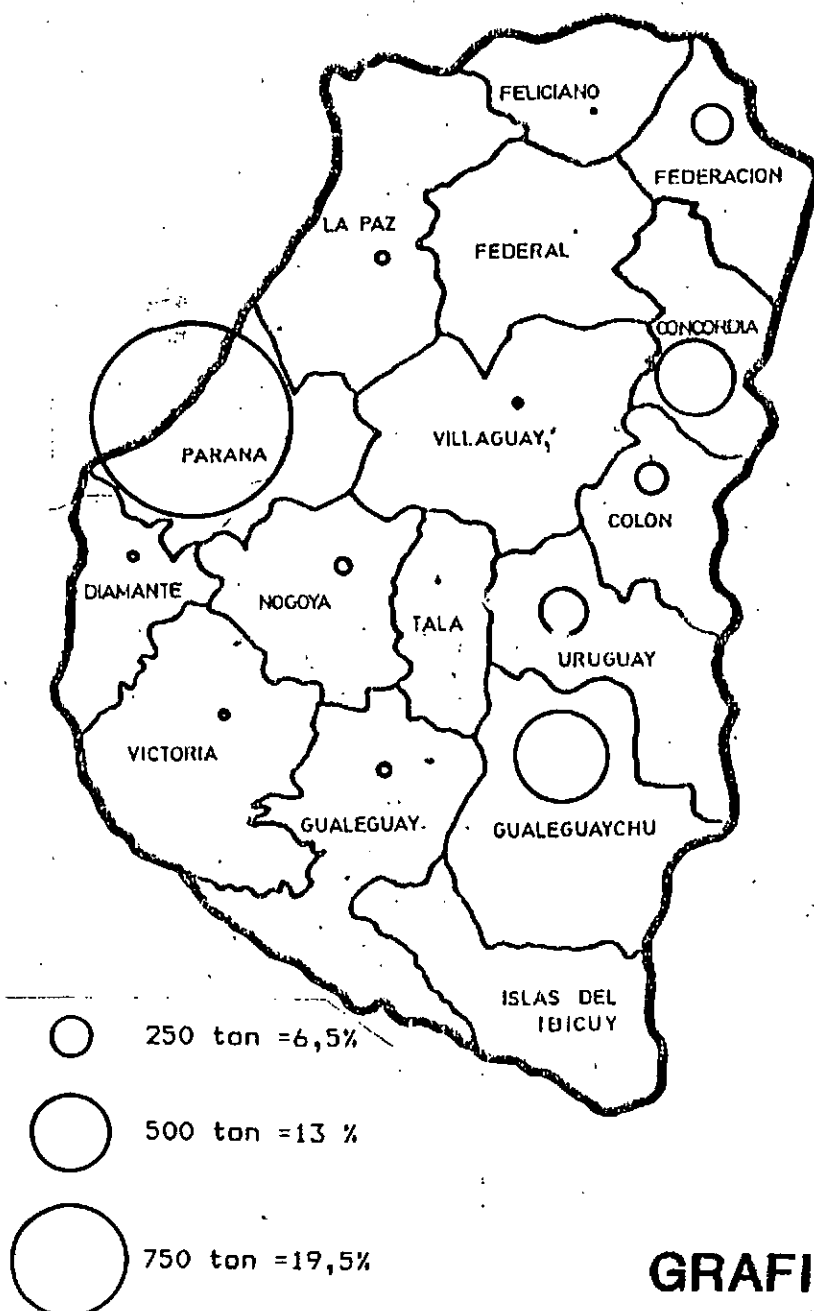 FELICIANO
FEDERACION
LA PAZ
FEDERAL
CONCORDIA
PARANA
VILLAGUAY
COLON
DIAMANTE
NOGOYA
TALA
URUGUAY
VICTORIA
GUALEGUAY
GUALEGUAYCHU
ISLAS DEL
IBICUY
250 ton =6,5%
500 ton =13 %
750 ton =19,5%
GRAFI